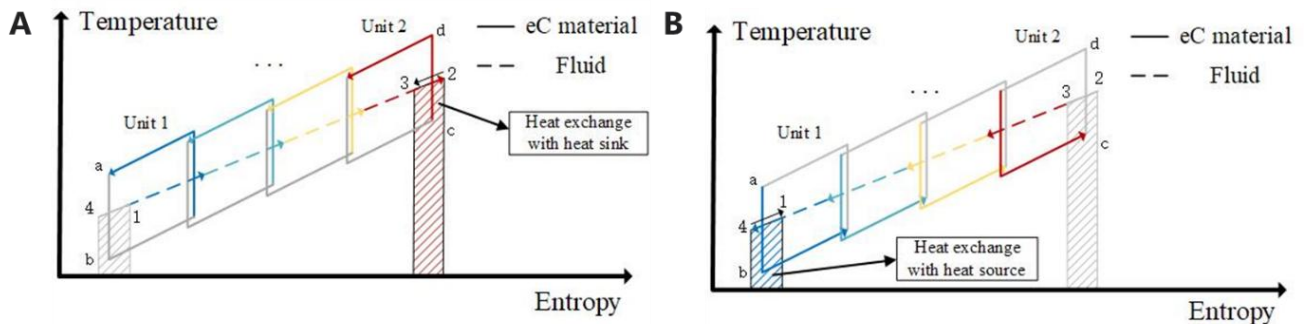 A
Temperature
Unit 2
d
eC material
Fluid
...
3
2
Unit 1
Heat exchange
with heat sink
c
a
4
1
b
Entropy
B
Temperature
Unit 2
d
eC material
Fluid
...
3
2
Unit 1
c
a
4
1
Heat exchange
with heat source
b
Entropy